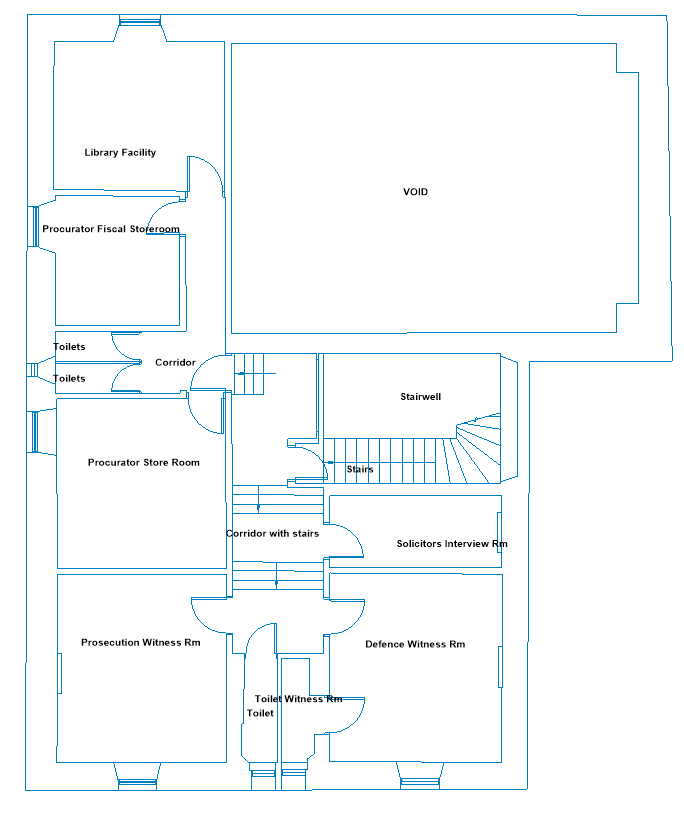 Library Facility
VOID
Procurator Fiscal Storeroom
Toilets
Corridor
Toilets
Stairwell
Procurator Store Room
Stairs
Corridor with stairs
Solicitors Interview Rm
Prosecution Witness Rm
Defence Witness Rm
Toilet Witness Rm
Toilet